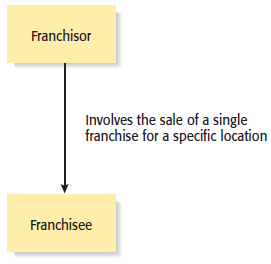 Franchisor
Involves the sale of a single
franchise for a specific location
Franchisee